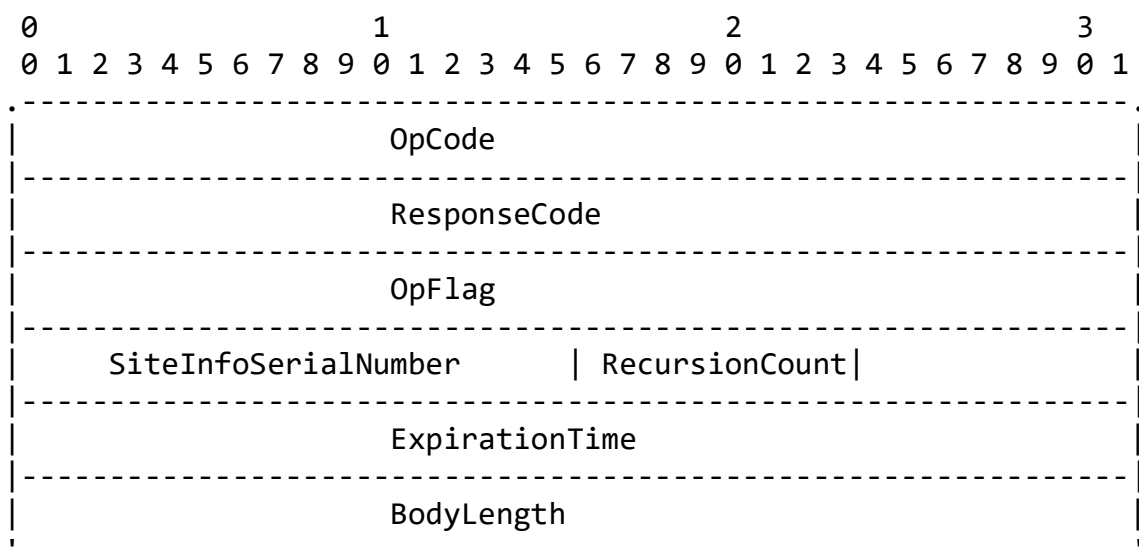 0                   1                   2                   3
0 1 2 3 4 5 6 7 8 9 0 1 2 3 4 5 6 7 8 9 0 1 2 3 4 5 6 7 8 9 0 1
.---------------------------------------------------------------.
|                     OpCode                                    |
|---------------------------------------------------------------|
|                     ResponseCode                              |
|---------------------------------------------------------------|
|                     OpFlag                                    |
|---------------------------------------------------------------|
|     SiteInfoSerialNumber      | RecursionCount|               |
|---------------------------------------------------------------|
|                     ExpirationTime                            |
|---------------------------------------------------------------|
|                     BodyLength                                |
'                                                               '